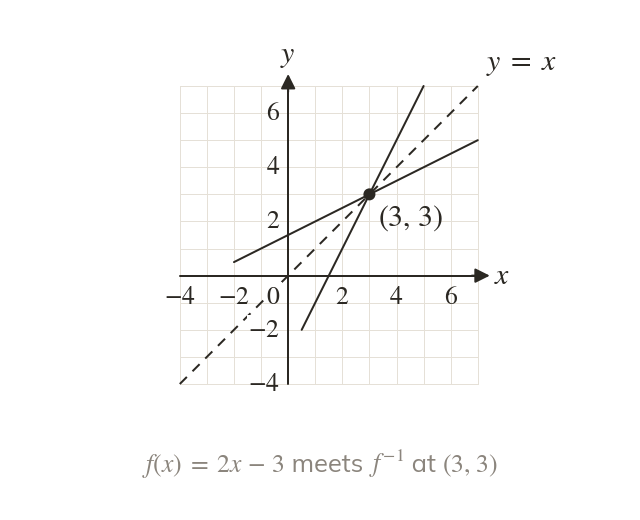 y
y = x
6
4
(3, 3)
2
x
−4 −2 0 2 4 6
−2
−4
f(x) = 2x − 3 meets f⁻¹ at (3, 3)